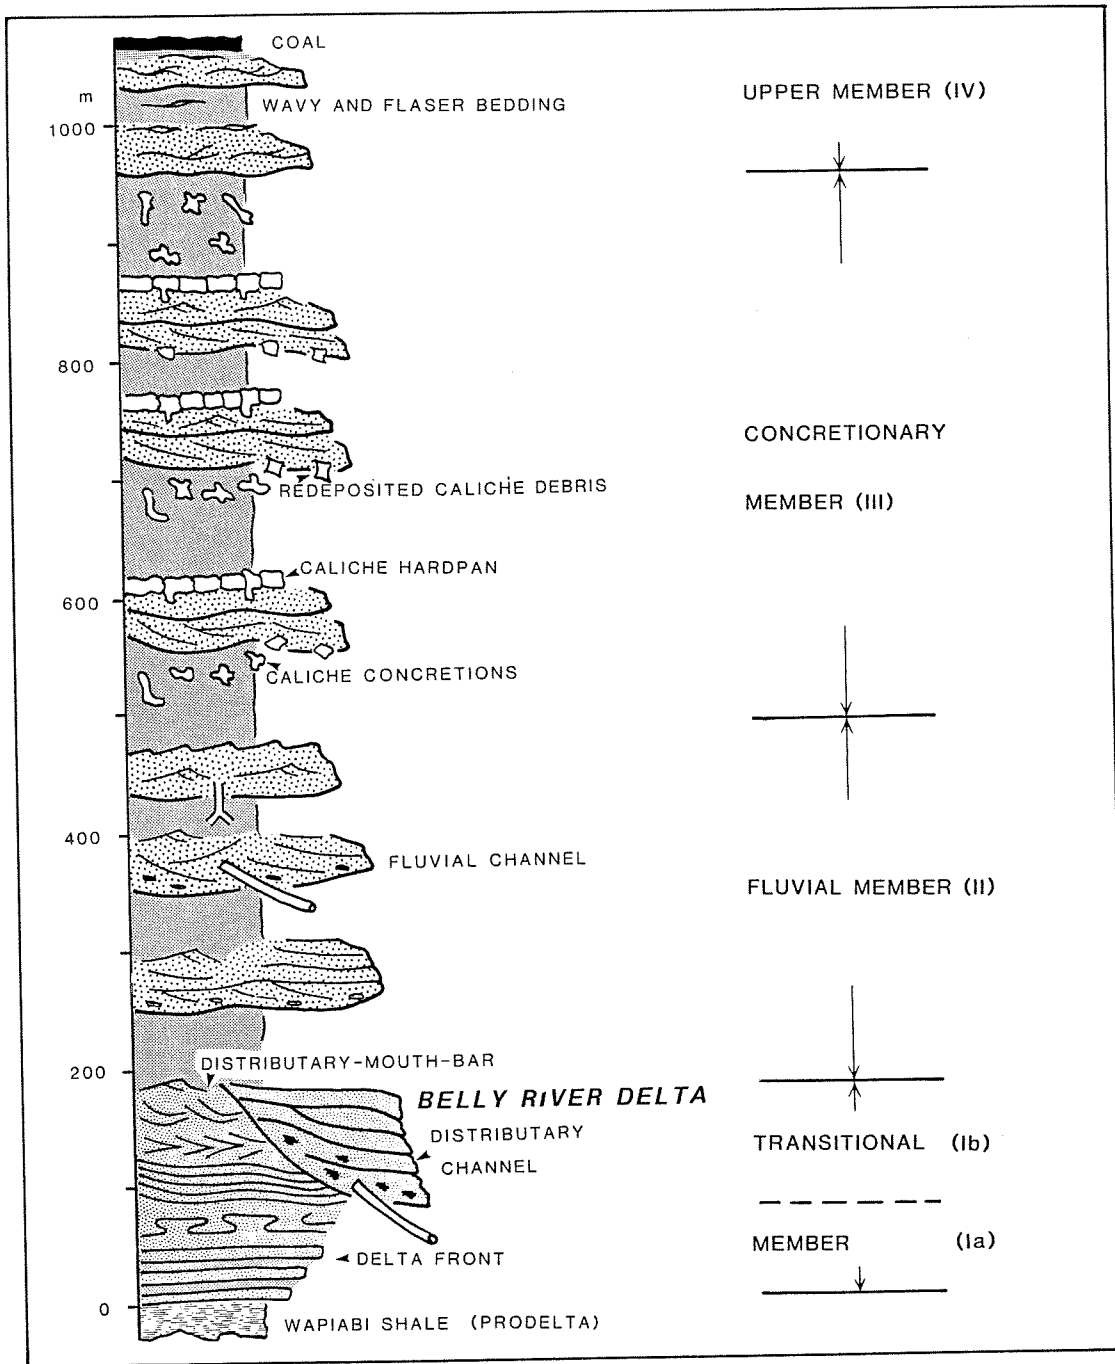 COAL
m
WAVY AND FLASER BEDDING
UPPER MEMBER (IV)
1000
800
CONCRETIONARY
REDEPOSITED CALICHE DEBRIS
MEMBER (III)
CALICHE HARDPAN
600
CALICHE CONCRETIONS
400
FLUVIAL CHANNEL
FLUVIAL MEMBER (II)
DISTRIBUTARY-MOUTH-BAR
200
BELLY RIVER DELTA
DISTRIBUTARY
CHANNEL
TRANSITIONAL (Ib)
MEMBER (Ia)
DELTA FRONT
0
WAPIABI SHALE (PRODELTA)